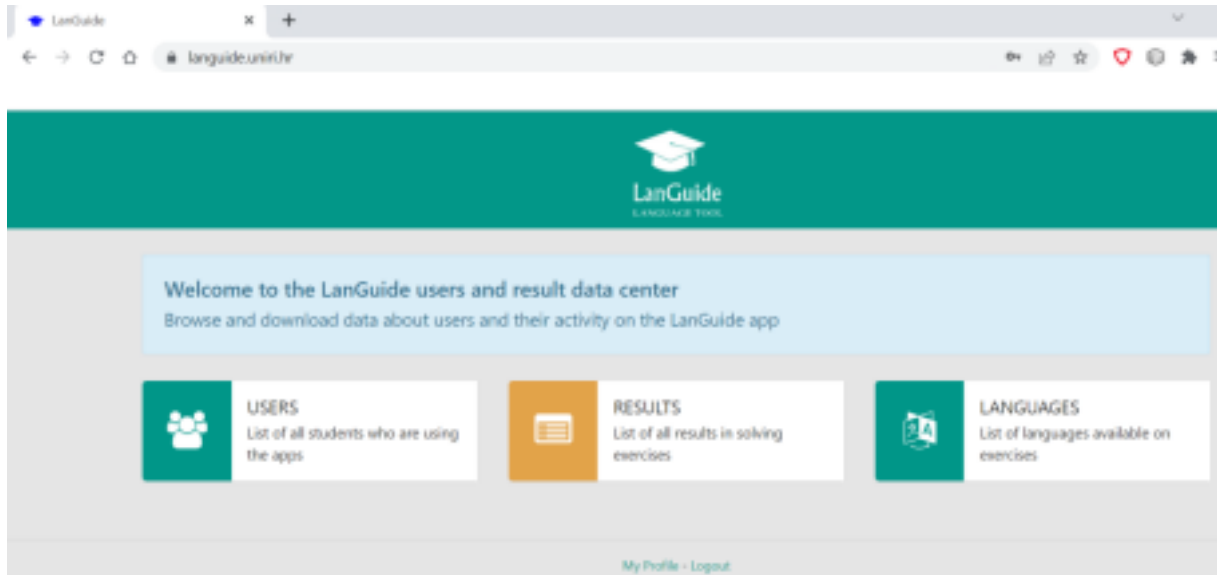 LanGuide
languide.uniri.hr
LanGuide
LANGUAGE TOOL
Welcome to the LanGuide users and result data center
Browse and download data about users and their activity on the LanGuide app
USERS
List of all students who are using
the apps
RESULTS
List of all results in solving
exercises
LANGUAGES
List of languages available on
exercises
My Profile - Logout